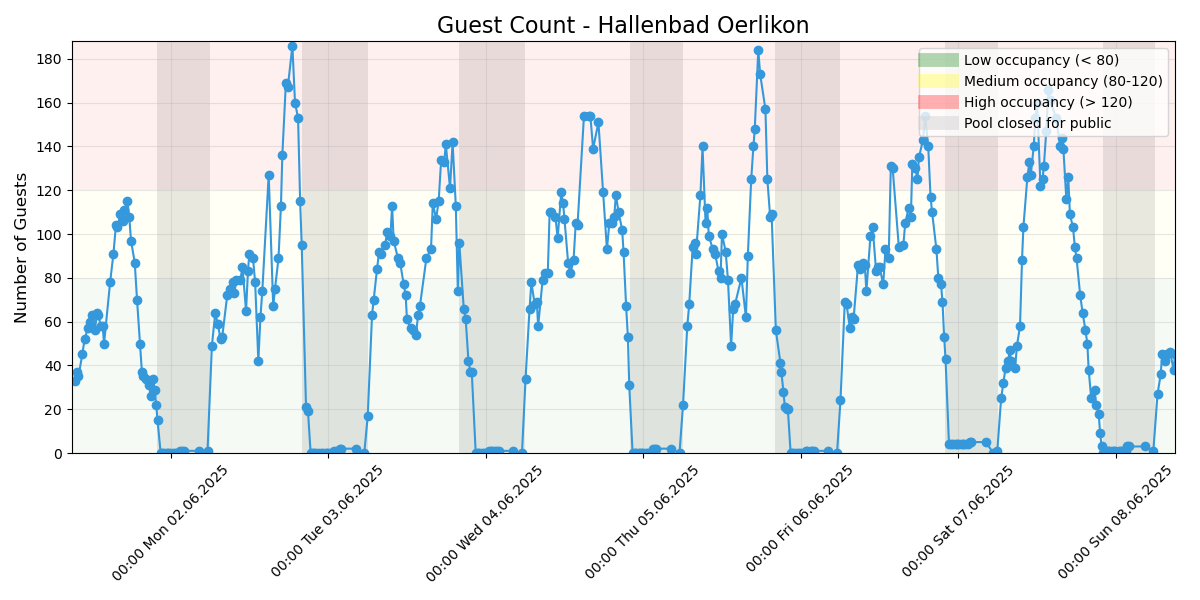 Guest Count - Hallenbad Oerlikon
Number of Guests
180
160
140
120
100
80
60
40
20
0
Low occupancy (< 80)
Medium occupancy (80-120)
High occupancy (> 120)
Pool closed for public
00:00 Mon 02.06.2025
00:00 Tue 03.06.2025
00:00 Wed 04.06.2025
00:00 Thu 05.06.2025
00:00 Fri 06.06.2025
00:00 Sat 07.06.2025
00:00 Sun 08.06.2025